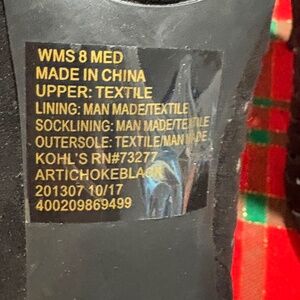 WMS 8 MED
MADE IN CHINA
UPPER: TEXTILE
LINING: MAN MADE/TEXTILE
SOCKLINING: MAN MADE/TEXTILE
OUTERSOLE: TEXTILE/MAN MADE
KOHL'S RN#73277
ARTICHOKEBLACK
201307 10/17
400209869499